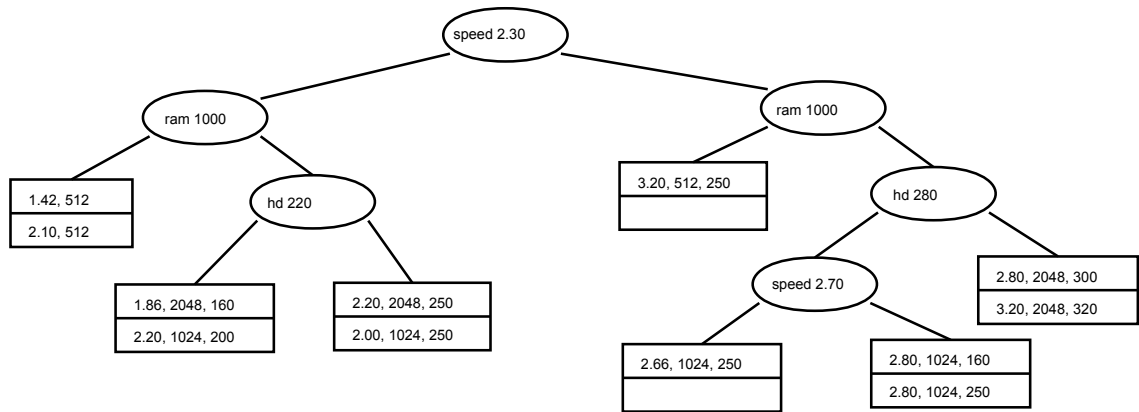 speed 2.30
ram 1000
ram 1000
1.42, 512
2.10, 512
hd 220
3.20, 512, 250
hd 280
1.86, 2048, 160
2.20, 1024, 200
2.20, 2048, 250
2.00, 1024, 250
speed 2.70
2.80, 2048, 300
3.20, 2048, 320
2.66, 1024, 250
2.80, 1024, 160
2.80, 1024, 250